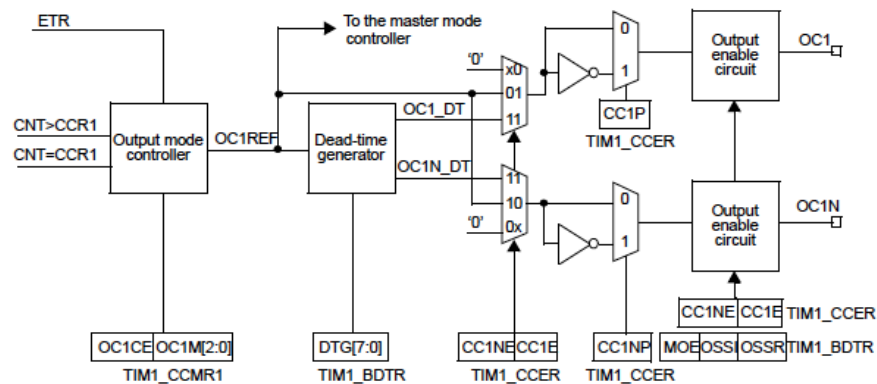 ETR
To the master mode
controller
'0'
x0
01
11
0
1
Output
enable
circuit
OC1
CC1P
TIM1_CCER
CNT>CCR1
CNT=CCR1
Output mode
controller
OC1REF
Dead-time
generator
OC1_DT
OC1N_DT
11
10
0x
'0'
0
1
Output
enable
circuit
OC1N
OC1CE OC1M[2:0]
TIM1_CCMR1
DTG[7:0]
TIM1_BDTR
CC1NE CC1E
TIM1_CCER
CC1NP
TIM1_CCER
CC1NE CC1E TIM1_CCER
MOE OSSI OSSR TIM1_BDTR